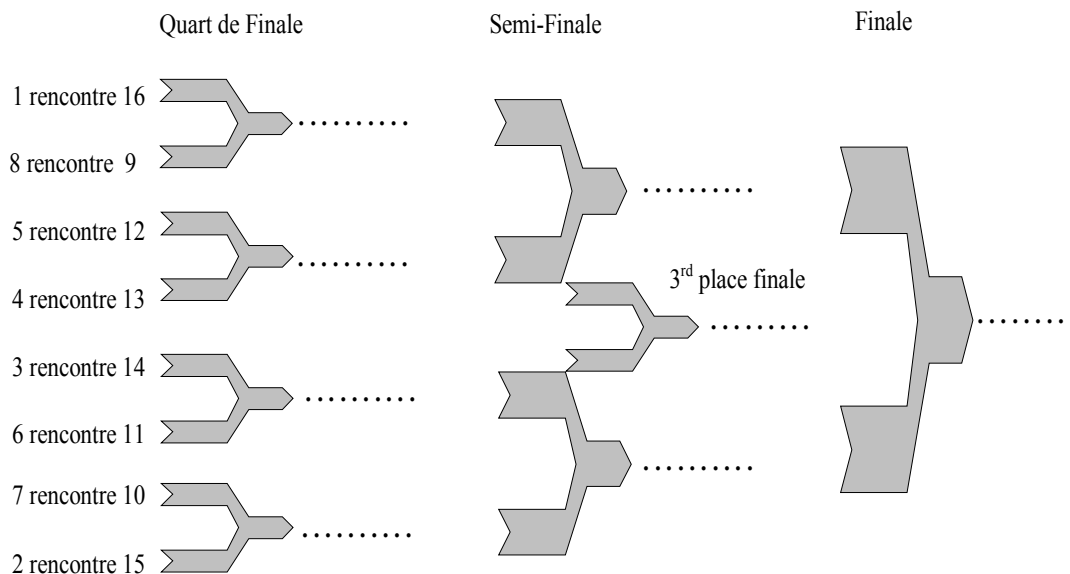 Quart de Finale
Semi-Finale
Finale
1 rencontre 16
8 rencontre 9
5 rencontre 12
4 rencontre 13
3rd place finale
3 rencontre 14
6 rencontre 11
7 rencontre 10
2 rencontre 15